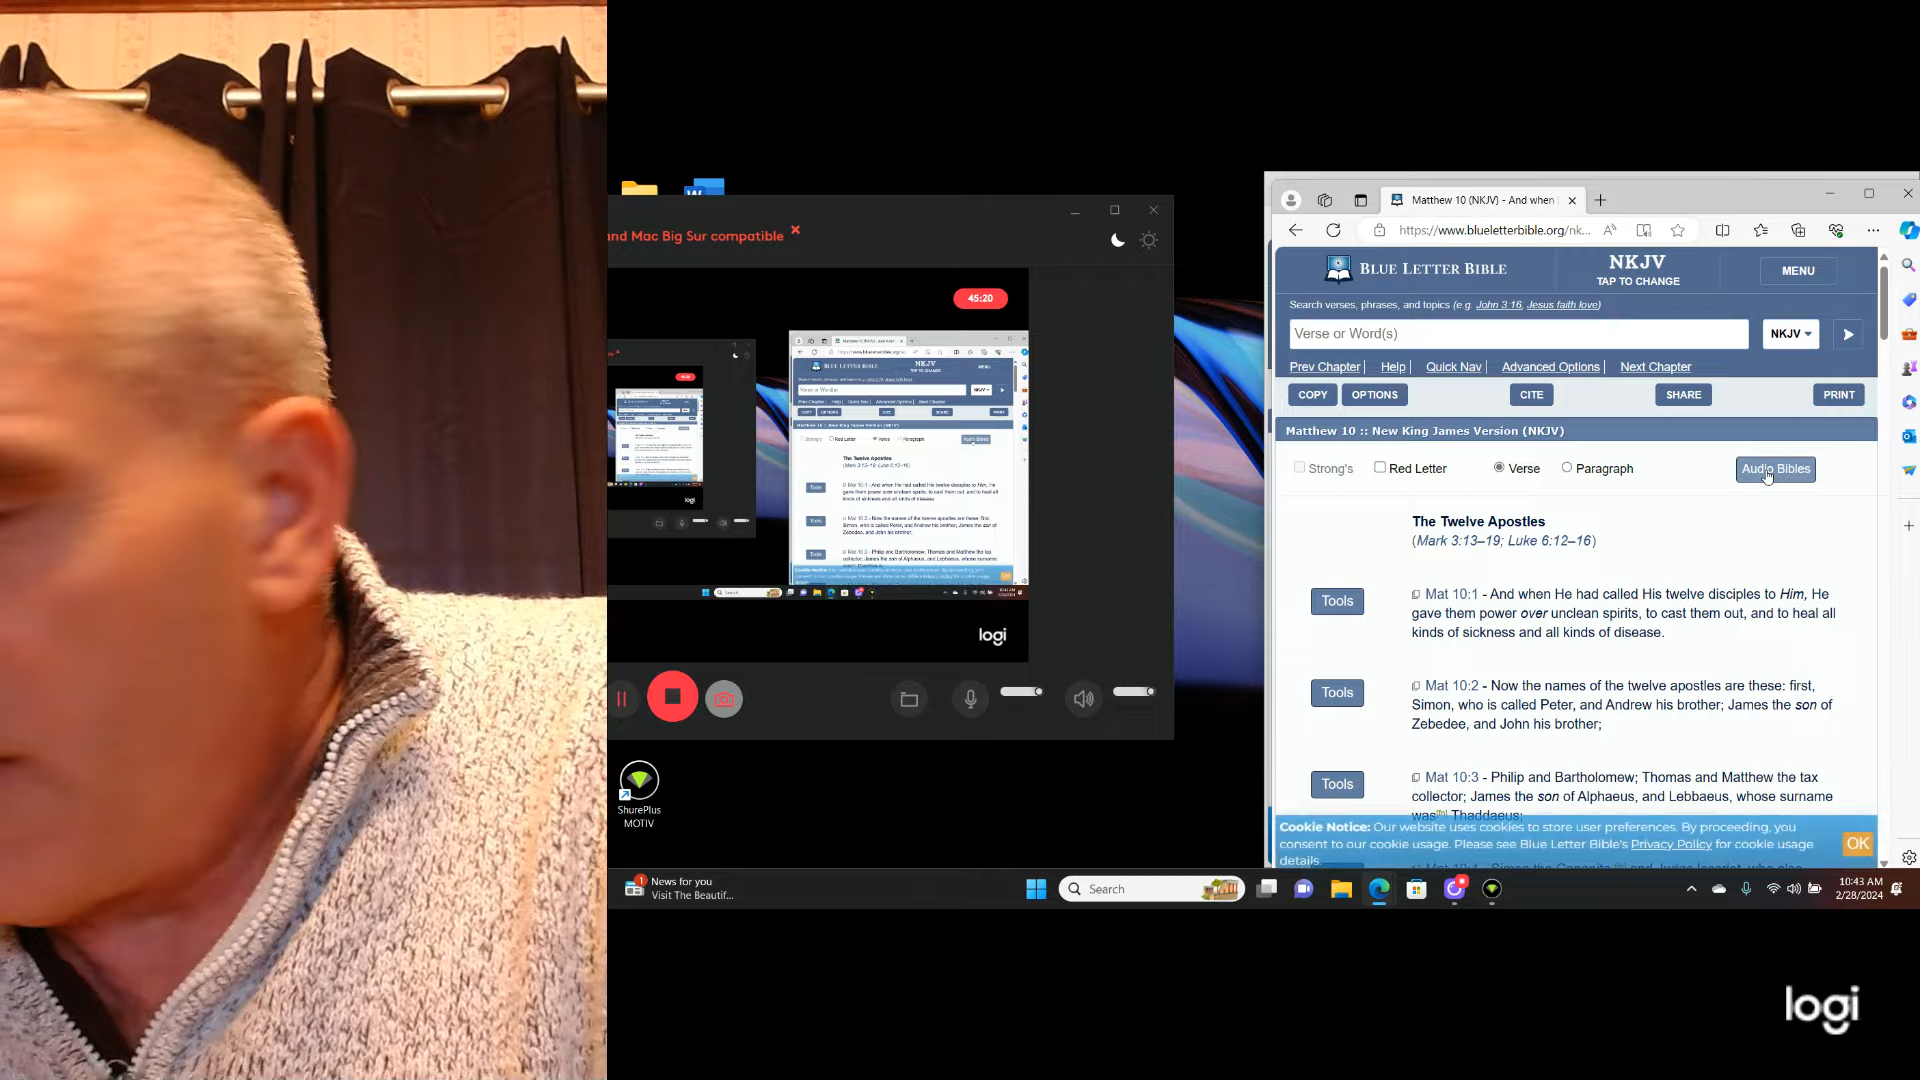 and Mac Big Sur compatible
45:20
logi
logi
ShurePlus
MOTIV
Matthew 10 (NKJV) - And when
https://www.blueletterbible.org/nk...
BLUE LETTER BIBLE
NKJV
TAP TO CHANGE
MENU
Search verses, phrases, and topics (e.g. John 3:16, Jesus faith love)
Verse or Word(s)
NKJV
Prev Chapter | Help | Quick Nav | Advanced Options | Next Chapter
COPY OPTIONS CITE SHARE PRINT
Matthew 10 :: New King James Version (NKJV)
Strong's Red Letter Verse Paragraph Audio Bibles
The Twelve Apostles
(Mark 3:13–19; Luke 6:12–16)
Tools
Mat 10:1 - And when He had called His twelve disciples to Him, He
gave them power over unclean spirits, to cast them out, and to heal all
kinds of sickness and all kinds of disease.
Tools
Mat 10:2 - Now the names of the twelve apostles are these: first,
Simon, who is called Peter, and Andrew his brother; James the son of
Zebedee, and John his brother;
Tools
Mat 10:3 - Philip and Bartholomew; Thomas and Matthew the tax
collector; James the son of Alphaeus, and Lebbaeus, whose surname
was Thaddaeus;
Cookie Notice: Our website uses cookies to store user preferences. By proceeding, you
consent to our cookie usage. Please see Blue Letter Bible's Privacy Policy for cookie usage
details
OK
1
News for you
Visit The Beautif...
Search
10:43 AM
2/28/2024
logi